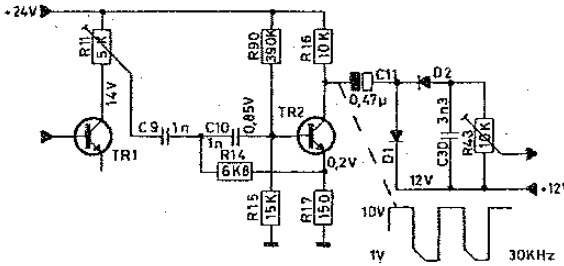 +24V
R11
5K
14V
TR1
C9
1n
C10
1n
0,85V
R14
6K8
R90
390K
R15
15K
R16
10K
TR2
0,2V
R17
150
C11
0,47µ
D1
D2
3n3
C30
R43
10K
12V
+12V
10V
1V
30KHz